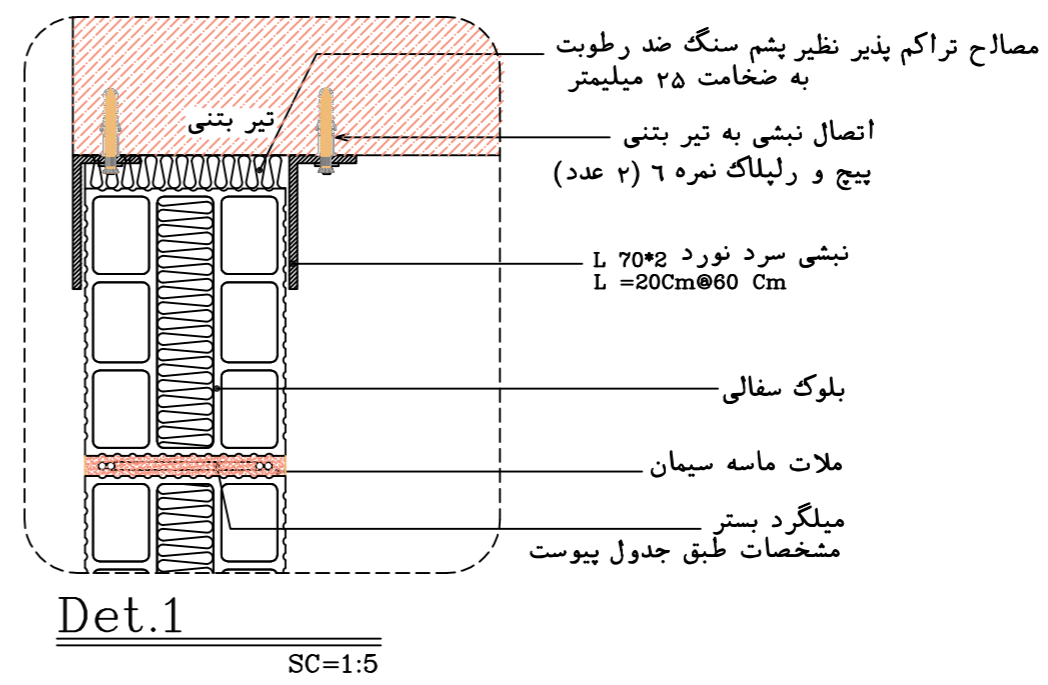 مصالح تراکم پذیر نظیر پشم سنگ ضد رطوبت
به ضخامت ۲۵ میلیمتر
تیر بتنی
اتصال نبشی به تیر بتنی
پیچ و رلپلاک نمره ٦ (۲ عدد)
نبشی سرد نورد L 70*2
L =20Cm@60 Cm
بلوک سفالی
ملات ماسه سیمان
میلگرد بستر
مشخصات طبق جدول پیوست
Det.1
SC=1:5